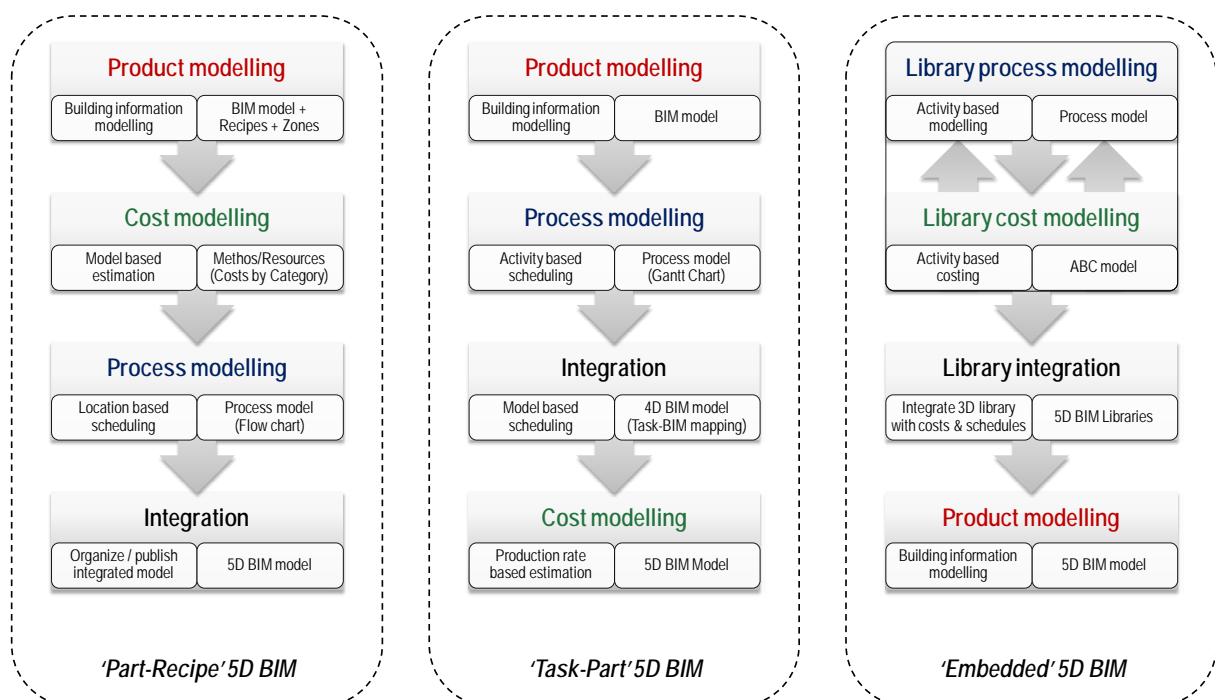 Product modelling
Building information
modelling
BIM model +
Recipes + Zones
Cost modelling
Model based
estimation
Methos/Resources
(Costs by Category)
Process modelling
Location based
scheduling
Process model
(Flow chart)
Integration
Organize / publish
integrated model
5D BIM model
'Part-Recipe' 5D BIM
Product modelling
Building information
modelling
BIM model
Process modelling
Activity based
scheduling
Process model
(Gantt Chart)
Integration
Model based
scheduling
4D BIM model
(Task-BIM mapping)
Cost modelling
Production rate
based estimation
5D BIM Model
'Task-Part' 5D BIM
Library process modelling
Activity based
modelling
Process model
Library cost modelling
Activity based
costing
ABC model
Library integration
Integrate 3D library
with costs & schedules
5D BIM Libraries
Product modelling
Building information
modelling
5D BIM model
'Embedded' 5D BIM